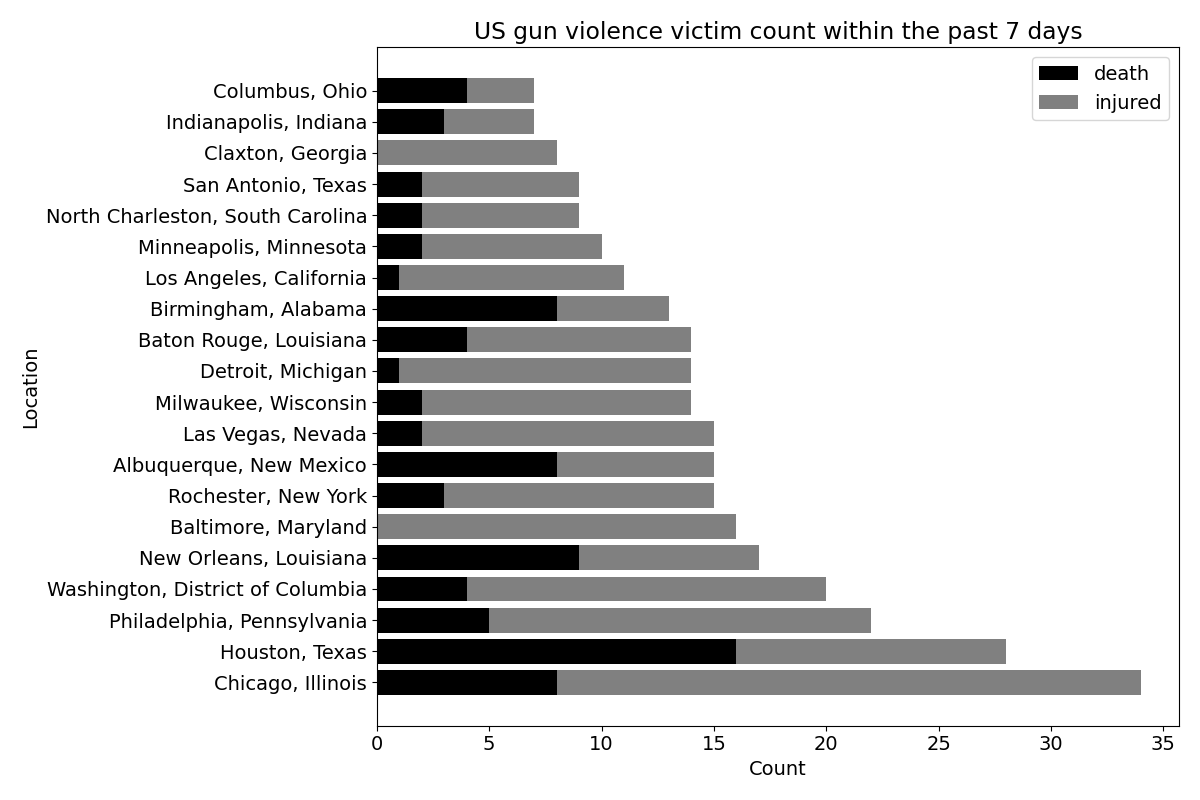 US gun violence victim count within the past 7 days
death
injured
Columbus, Ohio
Indianapolis, Indiana
Claxton, Georgia
San Antonio, Texas
North Charleston, South Carolina
Minneapolis, Minnesota
Los Angeles, California
Birmingham, Alabama
Baton Rouge, Louisiana
Detroit, Michigan
Milwaukee, Wisconsin
Las Vegas, Nevada
Albuquerque, New Mexico
Rochester, New York
Baltimore, Maryland
New Orleans, Louisiana
Washington, District of Columbia
Philadelphia, Pennsylvania
Houston, Texas
Chicago, Illinois
Location
0 5 10 15 20 25 30 35
Count